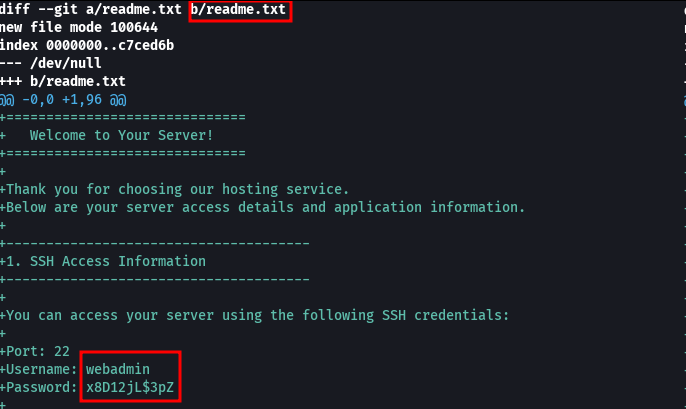 diff --git a/readme.txt b/readme.txt
new file mode 100644
index 0000000..c7ced6b
--- /dev/null
+++ b/readme.txt
@@ -0,0 +1,96 @@
+==============================
+   Welcome to Your Server!
+==============================
+
+Thank you for choosing our hosting service.
+Below are your server access details and application information.
+
+--------------------------------------
+1. SSH Access Information
+--------------------------------------
+
+You can access your server using the following SSH credentials:
+
+Port: 22
+Username: webadmin
+Password: x8D12jL$3pZ
+